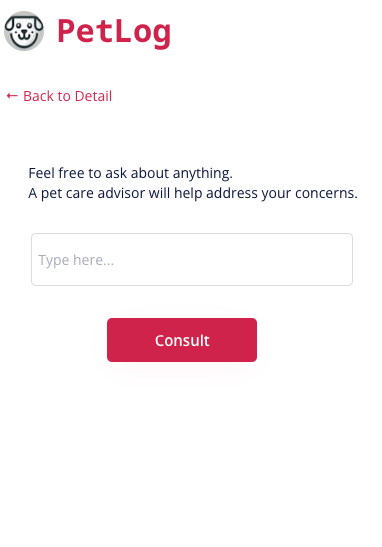 PetLog
← Back to Detail
Feel free to ask about anything.
A pet care advisor will help address your concerns.
Type here...
Consult